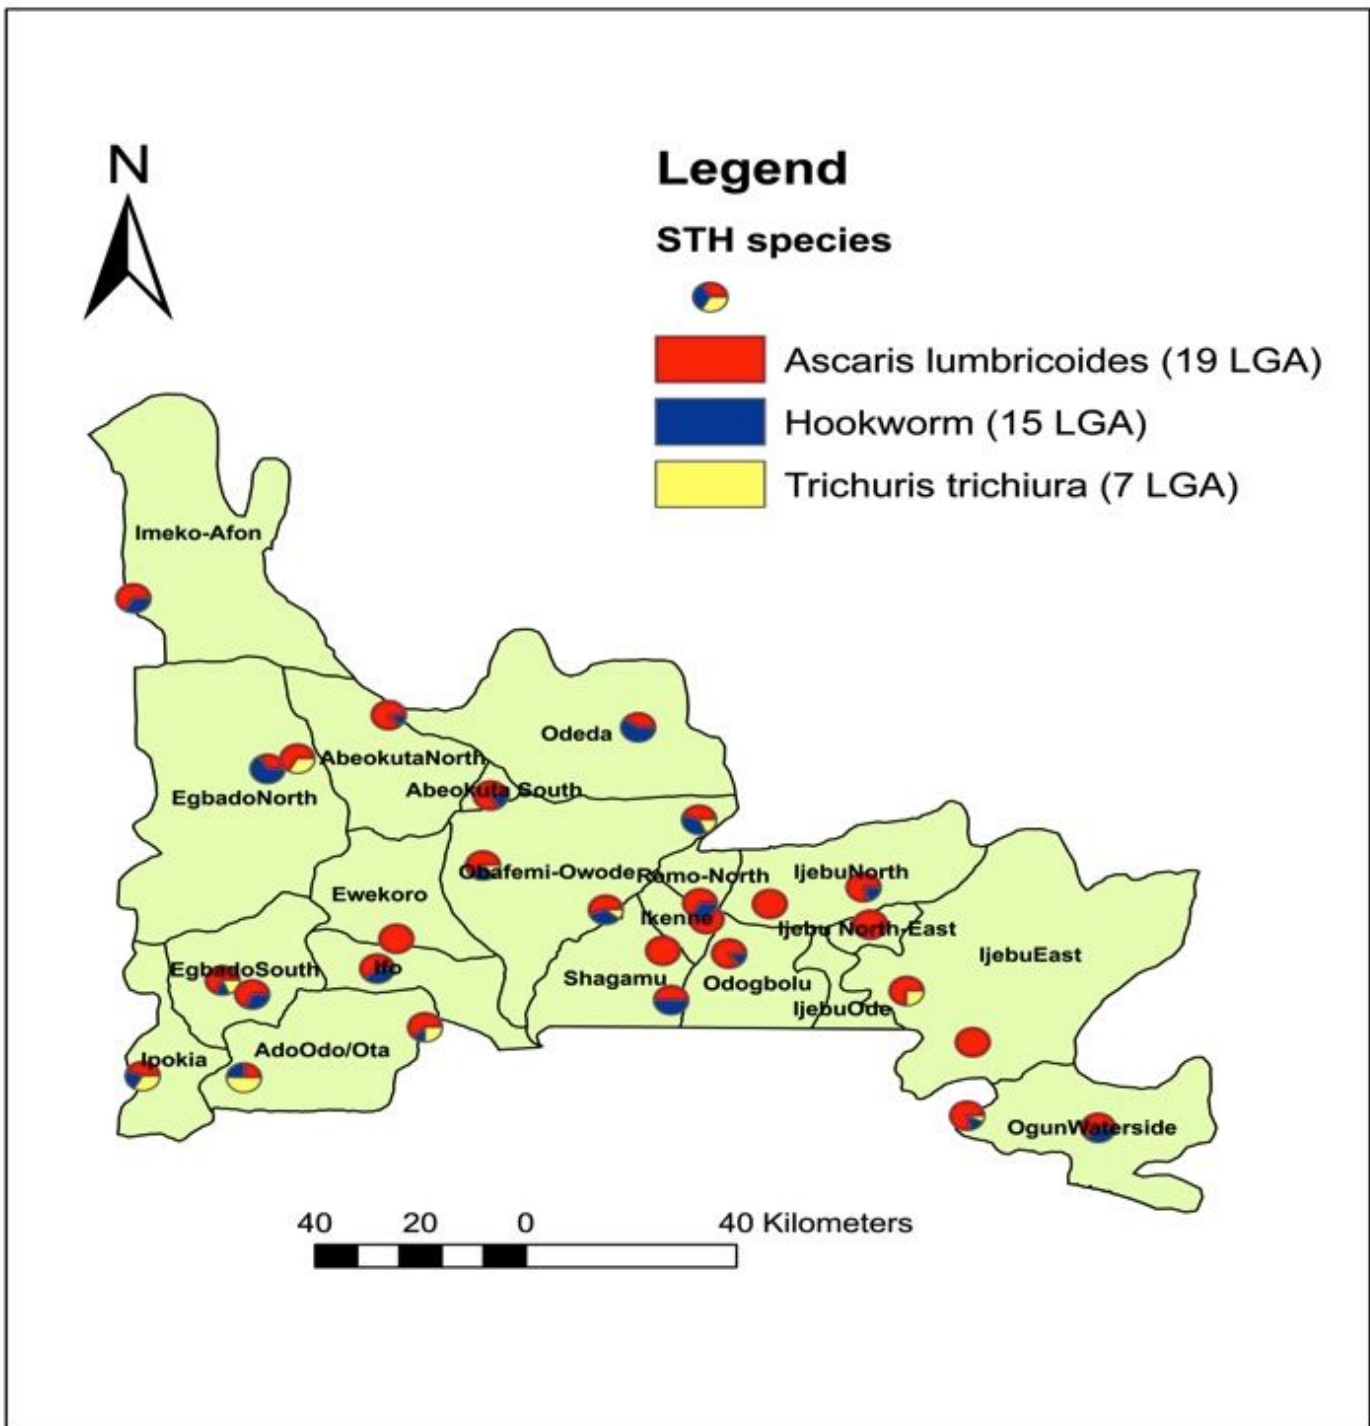 N
Legend
STH species
Ascaris lumbricoides (19 LGA)
Hookworm (15 LGA)
Trichuris trichiura (7 LGA)
Imeko-Afon
Odeda
AbeokutaNorth
Abeokuta South
EgbadoNorth
Obafemi-Owode
Remo-North
IjebuNorth
Ewekoro
Ikenne
Ijebu North-East
IjebuEast
EgbadoSouth
Ifo
Shagamu
Odogbolu
IjebuOde
AdoOdo/Ota
Ipokia
OgunWaterside
40 20 0 40 Kilometers